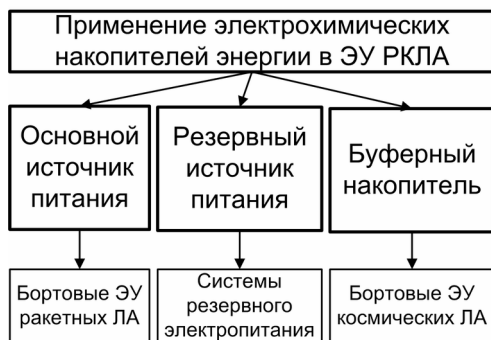 Применение электрохимических
накопителей энергии в ЭУ РКЛА
Основной
источник
питания
Резервный
источник
питания
Буферный
накопитель
Бортовые ЭУ
ракетных ЛА
Системы
резервного
электропитания
Бортовые ЭУ
космических ЛА